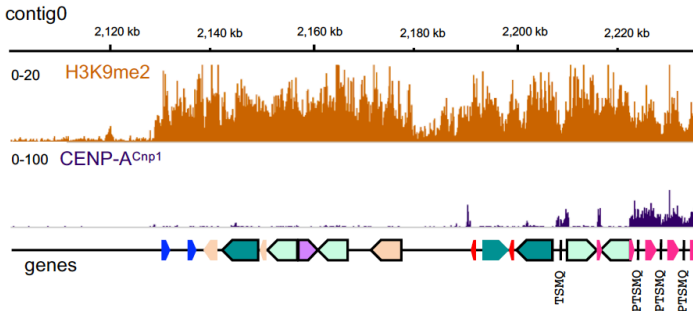 contig0
2,120 kb 2,140 kb 2,160 kb 2,180 kb 2,200 kb 2,220 kb
0-20 H3K9me2
0-100 CENP-ACnp1
genes
TSMQ
PTSMQ
PTSMQ
PTSMQ